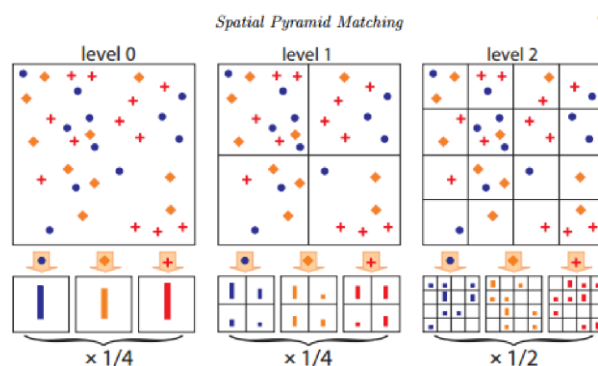 Spatial Pyramid Matching
level 0 level 1 level 2
× 1/4 × 1/4 × 1/2